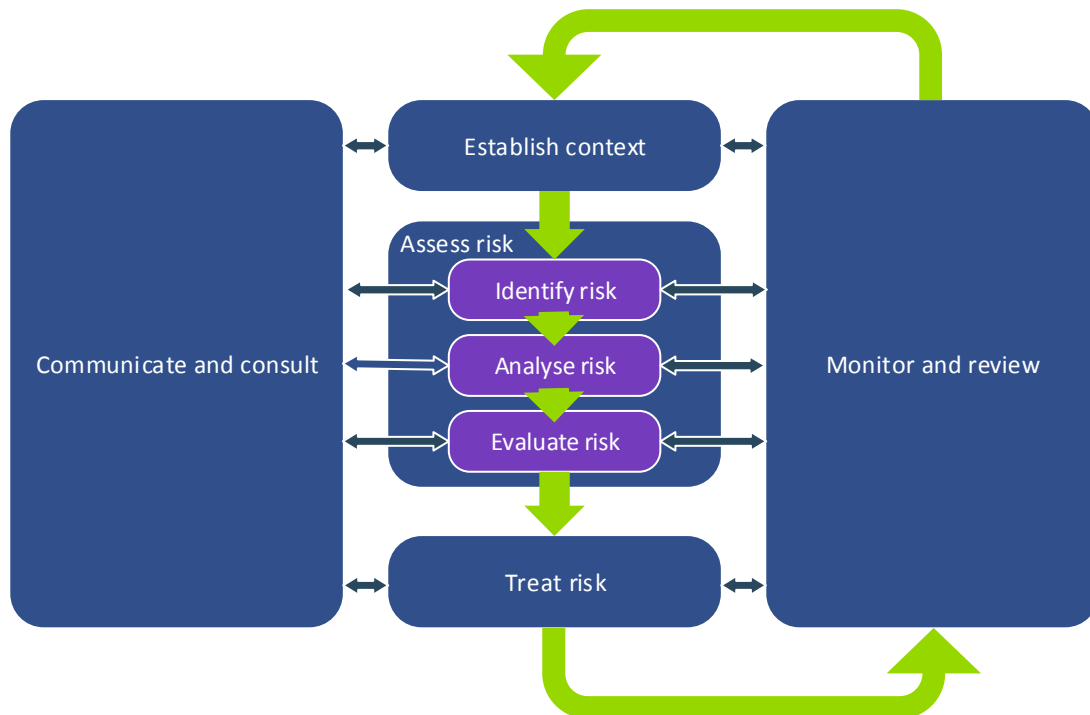 Establish context
Assess risk
Identify risk
Communicate and consult
Analyse risk
Monitor and review
Evaluate risk
Treat risk